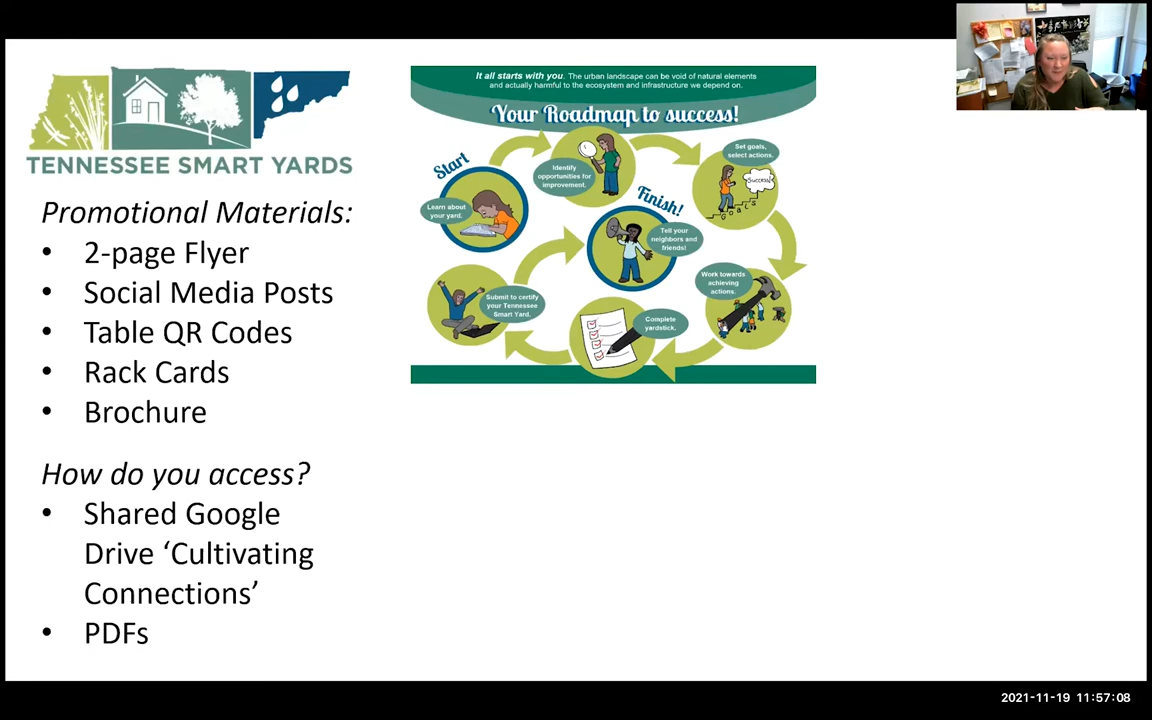 TENNESSEE SMART YARDS
Promotional Materials:
• 2-page Flyer
• Social Media Posts
• Table QR Codes
• Rack Cards
• Brochure
How do you access?
• Shared Google
Drive ‘Cultivating
Connections’
• PDFs
It all starts with you. The urban landscape can be void of natural elements
and actually harmful to the ecosystem and infrastructure we depend on.
Your Roadmap to success!
Start
Learn about
your yard.
Identify
opportunities for
improvement.
Set goals,
select actions.
SUCCESS!
GOALS
Work towards
achieving
actions.
Complete
yardstick.
Submit to certify
your Tennessee
Smart Yard.
Finish!
Tell your
neighbors and
friends!
2021-11-19 11:57:08